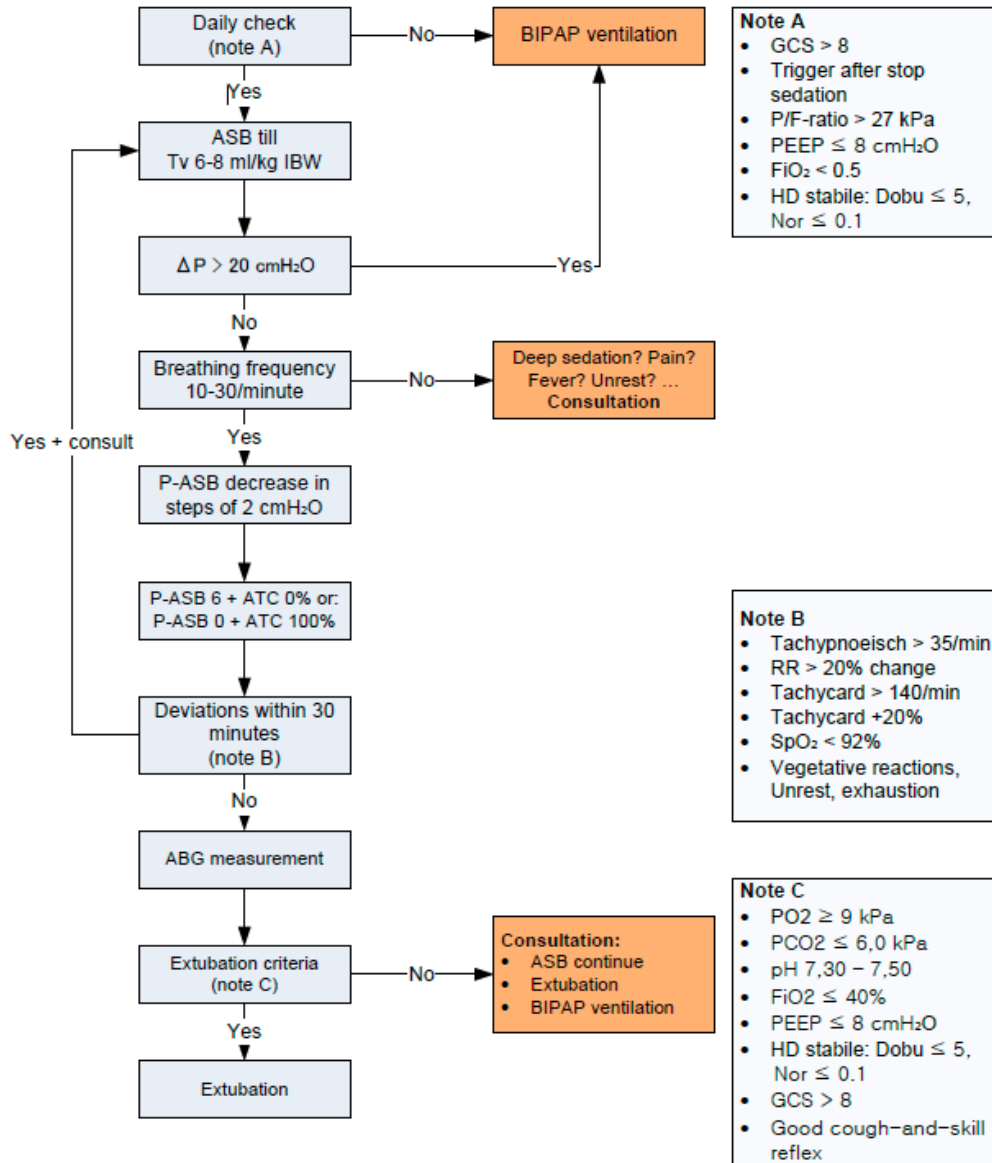 Daily check
(note A)
No
BIPAP ventilation
Yes
ASB till
Tv 6-8 ml/kg IBW
ΔP > 20 cmH₂O
Yes
No
Breathing frequency
10-30/minute
No
Deep sedation? Pain?
Fever? Unrest? ...
Consultation
Yes + consult
Yes
P-ASB decrease in
steps of 2 cmH₂O
P-ASB 6 + ATC 0% or:
P-ASB 0 + ATC 100%
Deviations within 30
minutes
(note B)
No
ABG measurement
Extubation criteria
(note C)
No
Consultation:
• ASB continue
• Extubation
• BIPAP ventilation
Yes
Extubation
Note A
• GCS > 8
• Trigger after stop
sedation
• P/F-ratio > 27 kPa
• PEEP ≤ 8 cmH₂O
• FiO₂ < 0.5
• HD stabile: Dobu ≤ 5,
Nor ≤ 0.1
Note B
• Tachypnoeisch > 35/min
• RR > 20% change
• Tachycard > 140/min
• Tachycard +20%
• SpO₂ < 92%
• Vegetative reactions,
Unrest, exhaustion
Note C
• PO2 ≥ 9 kPa
• PCO2 ≤ 6,0 kPa
• pH 7,30 – 7,50
• FiO2 ≤ 40%
• PEEP ≤ 8 cmH₂O
• HD stabile: Dobu ≤ 5,
Nor ≤ 0.1
• GCS > 8
• Good cough-and-skill
reflex